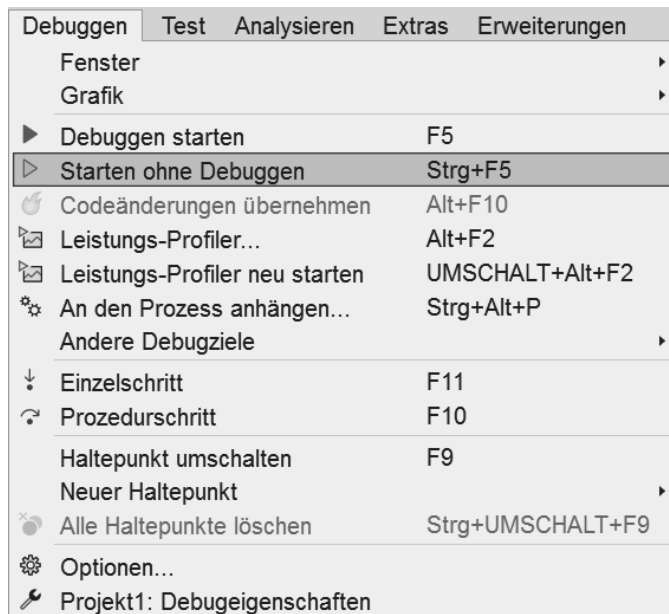 Debuggen Test Analysieren Extras Erweiterungen
Fenster
Grafik
Debuggen starten F5
Starten ohne Debuggen Strg+F5
Codeänderungen übernehmen Alt+F10
Leistungs-Profiler... Alt+F2
Leistungs-Profiler neu starten UMSCHALT+Alt+F2
An den Prozess anhängen... Strg+Alt+P
Andere Debugziele
Einzelschritt F11
Prozedurschritt F10
Haltepunkt umschalten F9
Neuer Haltepunkt
Alle Haltepunkte löschen Strg+UMSCHALT+F9
Optionen...
Projekt1: Debugeigenschaften